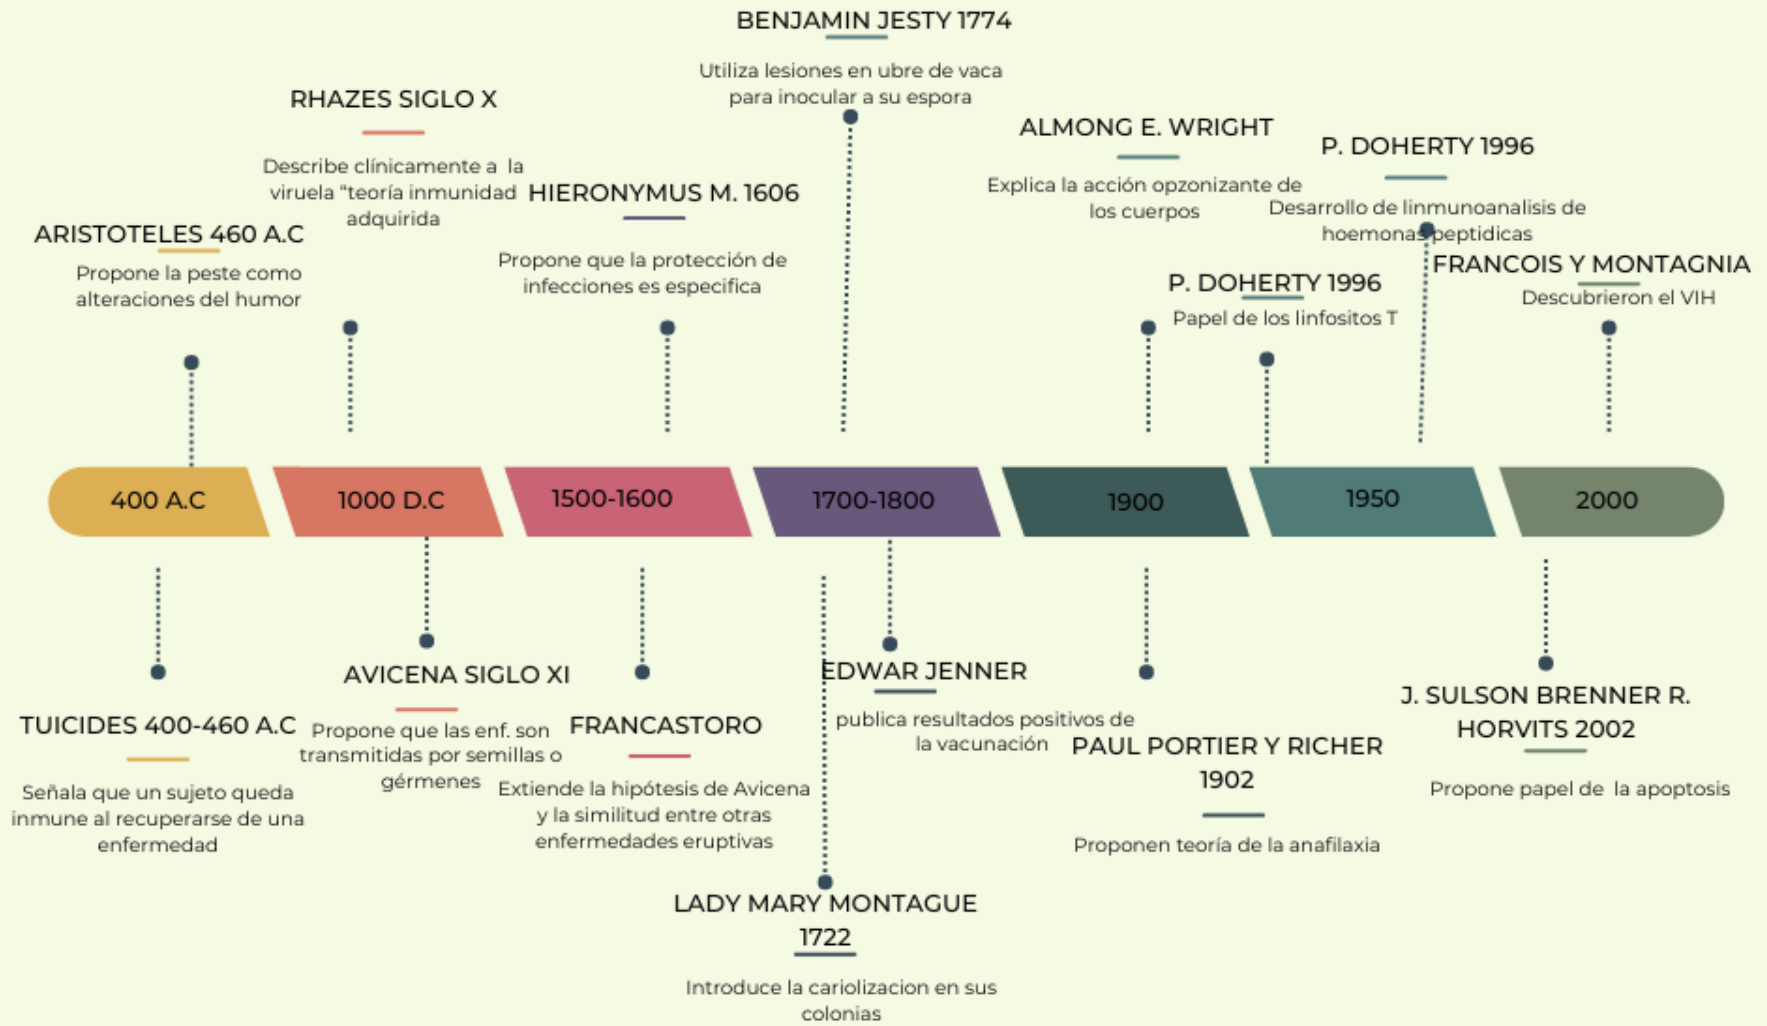 BENJAMIN JESTY 1774
Utiliza lesiones en ubre de vaca
para inocular a su espora
RHAZES SIGLO X
Describe clínicamente a la
viruela “teoría inmunidad
adquirida
ARISTOTELES 460 A.C
Propone la peste como
alteraciones del humor
HIERONYMUS M. 1606
Propone que la protección de
infecciones es especifica
ALMONG E. WRIGHT
Explica la acción opzonizante de
los cuerpos
P. DOHERTY 1996
Desarrollo de linmunoanalisis de
hoemonas peptidicas
P. DOHERTY 1996
Papel de los linfositos T
FRANCOIS Y MONTAGNIA
Descubrieron el VIH
400 A.C
1000 D.C
1500-1600
1700-1800
1900
1950
2000
TUICIDES 400-460 A.C
Señala que un sujeto queda
inmune al recuperarse de una
enfermedad
AVICENA SIGLO XI
Propone que las enf. son
transmitidas por semillas o
gérmenes
FRANCASTORO
Extiende la hipótesis de Avicena
y la similitud entre otras
enfermedades eruptivas
EDWAR JENNER
publica resultados positivos de
la vacunación
LADY MARY MONTAGUE
1722
Introduce la cariolizacion en sus
colonias
PAUL PORTIER Y RICHER
1902
Proponen teoría de la anafilaxia
J. SULSON BRENNER R.
HORVITS 2002
Propone papel de la apoptosis